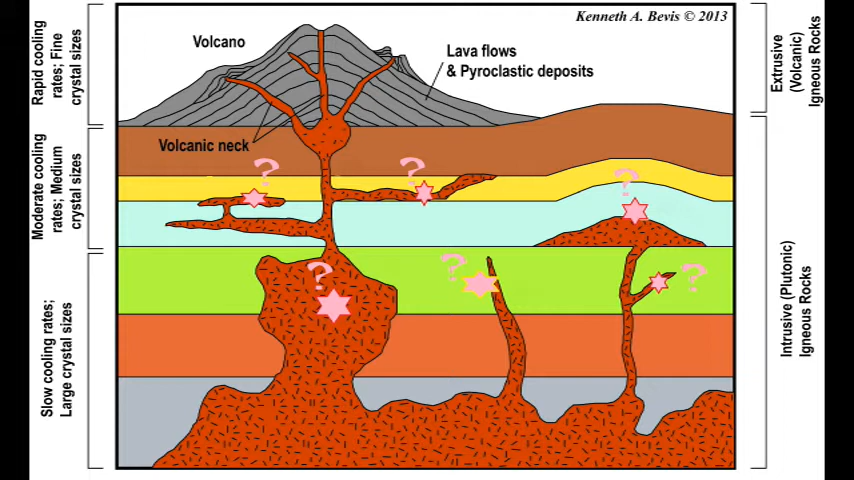 Kenneth A. Bevis © 2013
Volcano
Lava flows
& Pyroclastic deposits
Volcanic neck
?
?
?
?
?
?
Rapid cooling
rates; Fine
crystal sizes
Moderate cooling
rates; Medium
crystal sizes
Slow cooling rates;
Large crystal sizes
Extrusive
(Volcanic)
Igneous Rocks
Intrusive (Plutonic)
Igneous Rocks